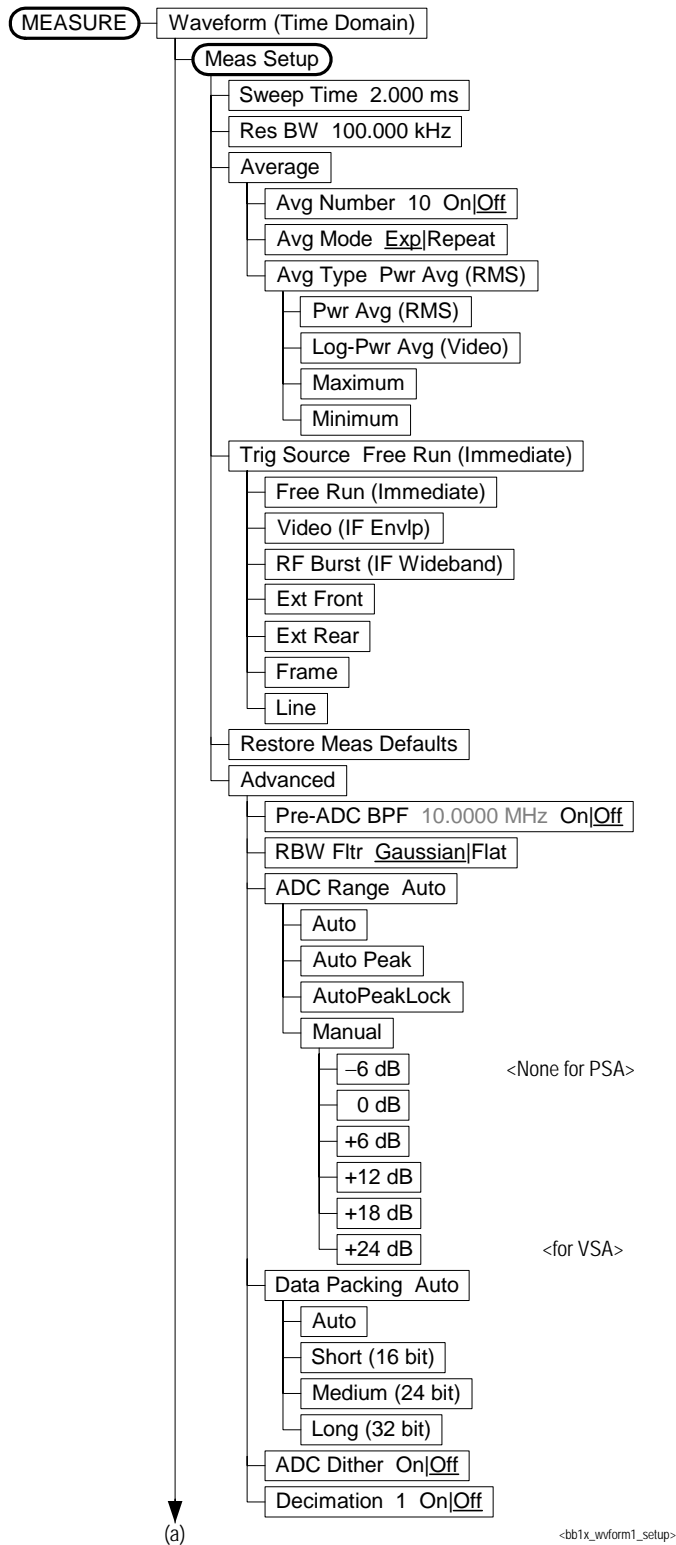 MEASURE Waveform (Time Domain)
Meas Setup
Sweep Time 2.000 ms
Res BW 100.000 kHz
Average
Avg Number 10 On|Off
Avg Mode Exp|Repeat
Avg Type Pwr Avg (RMS)
Pwr Avg (RMS)
Log-Pwr Avg (Video)
Maximum
Minimum
Trig Source Free Run (Immediate)
Free Run (Immediate)
Video (IF Envlp)
RF Burst (IF Wideband)
Ext Front
Ext Rear
Frame
Line
Restore Meas Defaults
Advanced
Pre-ADC BPF 10.0000 MHz On|Off
RBW Fltr Gaussian|Flat
ADC Range Auto
Auto
Auto Peak
AutoPeakLock
Manual
−6 dB <None for PSA>
0 dB
+6 dB
+12 dB
+18 dB
+24 dB <for VSA>
Data Packing Auto
Auto
Short (16 bit)
Medium (24 bit)
Long (32 bit)
ADC Dither On|Off
Decimation 1 On|Off
(a) <bb1x_wvform1_setup>